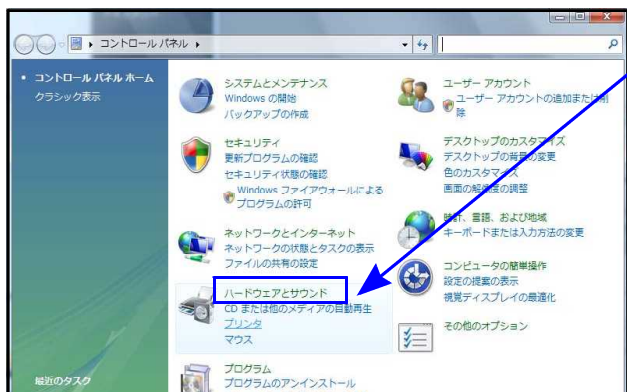 コントロール パネル
コントロール パネル ホーム
クラシック表示
システムとメンテナンス
Windows の開始
バックアップの作成
セキュリティ
更新プログラムの確認
セキュリティ状態の確認
Windows ファイアウォールによる
プログラムの許可
ネットワークとインターネット
ネットワークの状態とタスクの表示
ファイルの共有の設定
ハードウェアとサウンド
CD または他のメディアの自動再生
プリンタ
マウス
プログラム
プログラムのアンインストール
ユーザー アカウント
ユーザー アカウントの追加または削
除
デスクトップのカスタマイズ
デスクトップの背景の変更
色のカスタマイズ
画面の解像度の調整
時計、言語、および地域
キーボードまたは入力方法の変更
コンピュータの簡単操作
設定の提案の表示
視覚ディスプレイの最適化
その他のオプション
最近のタスク